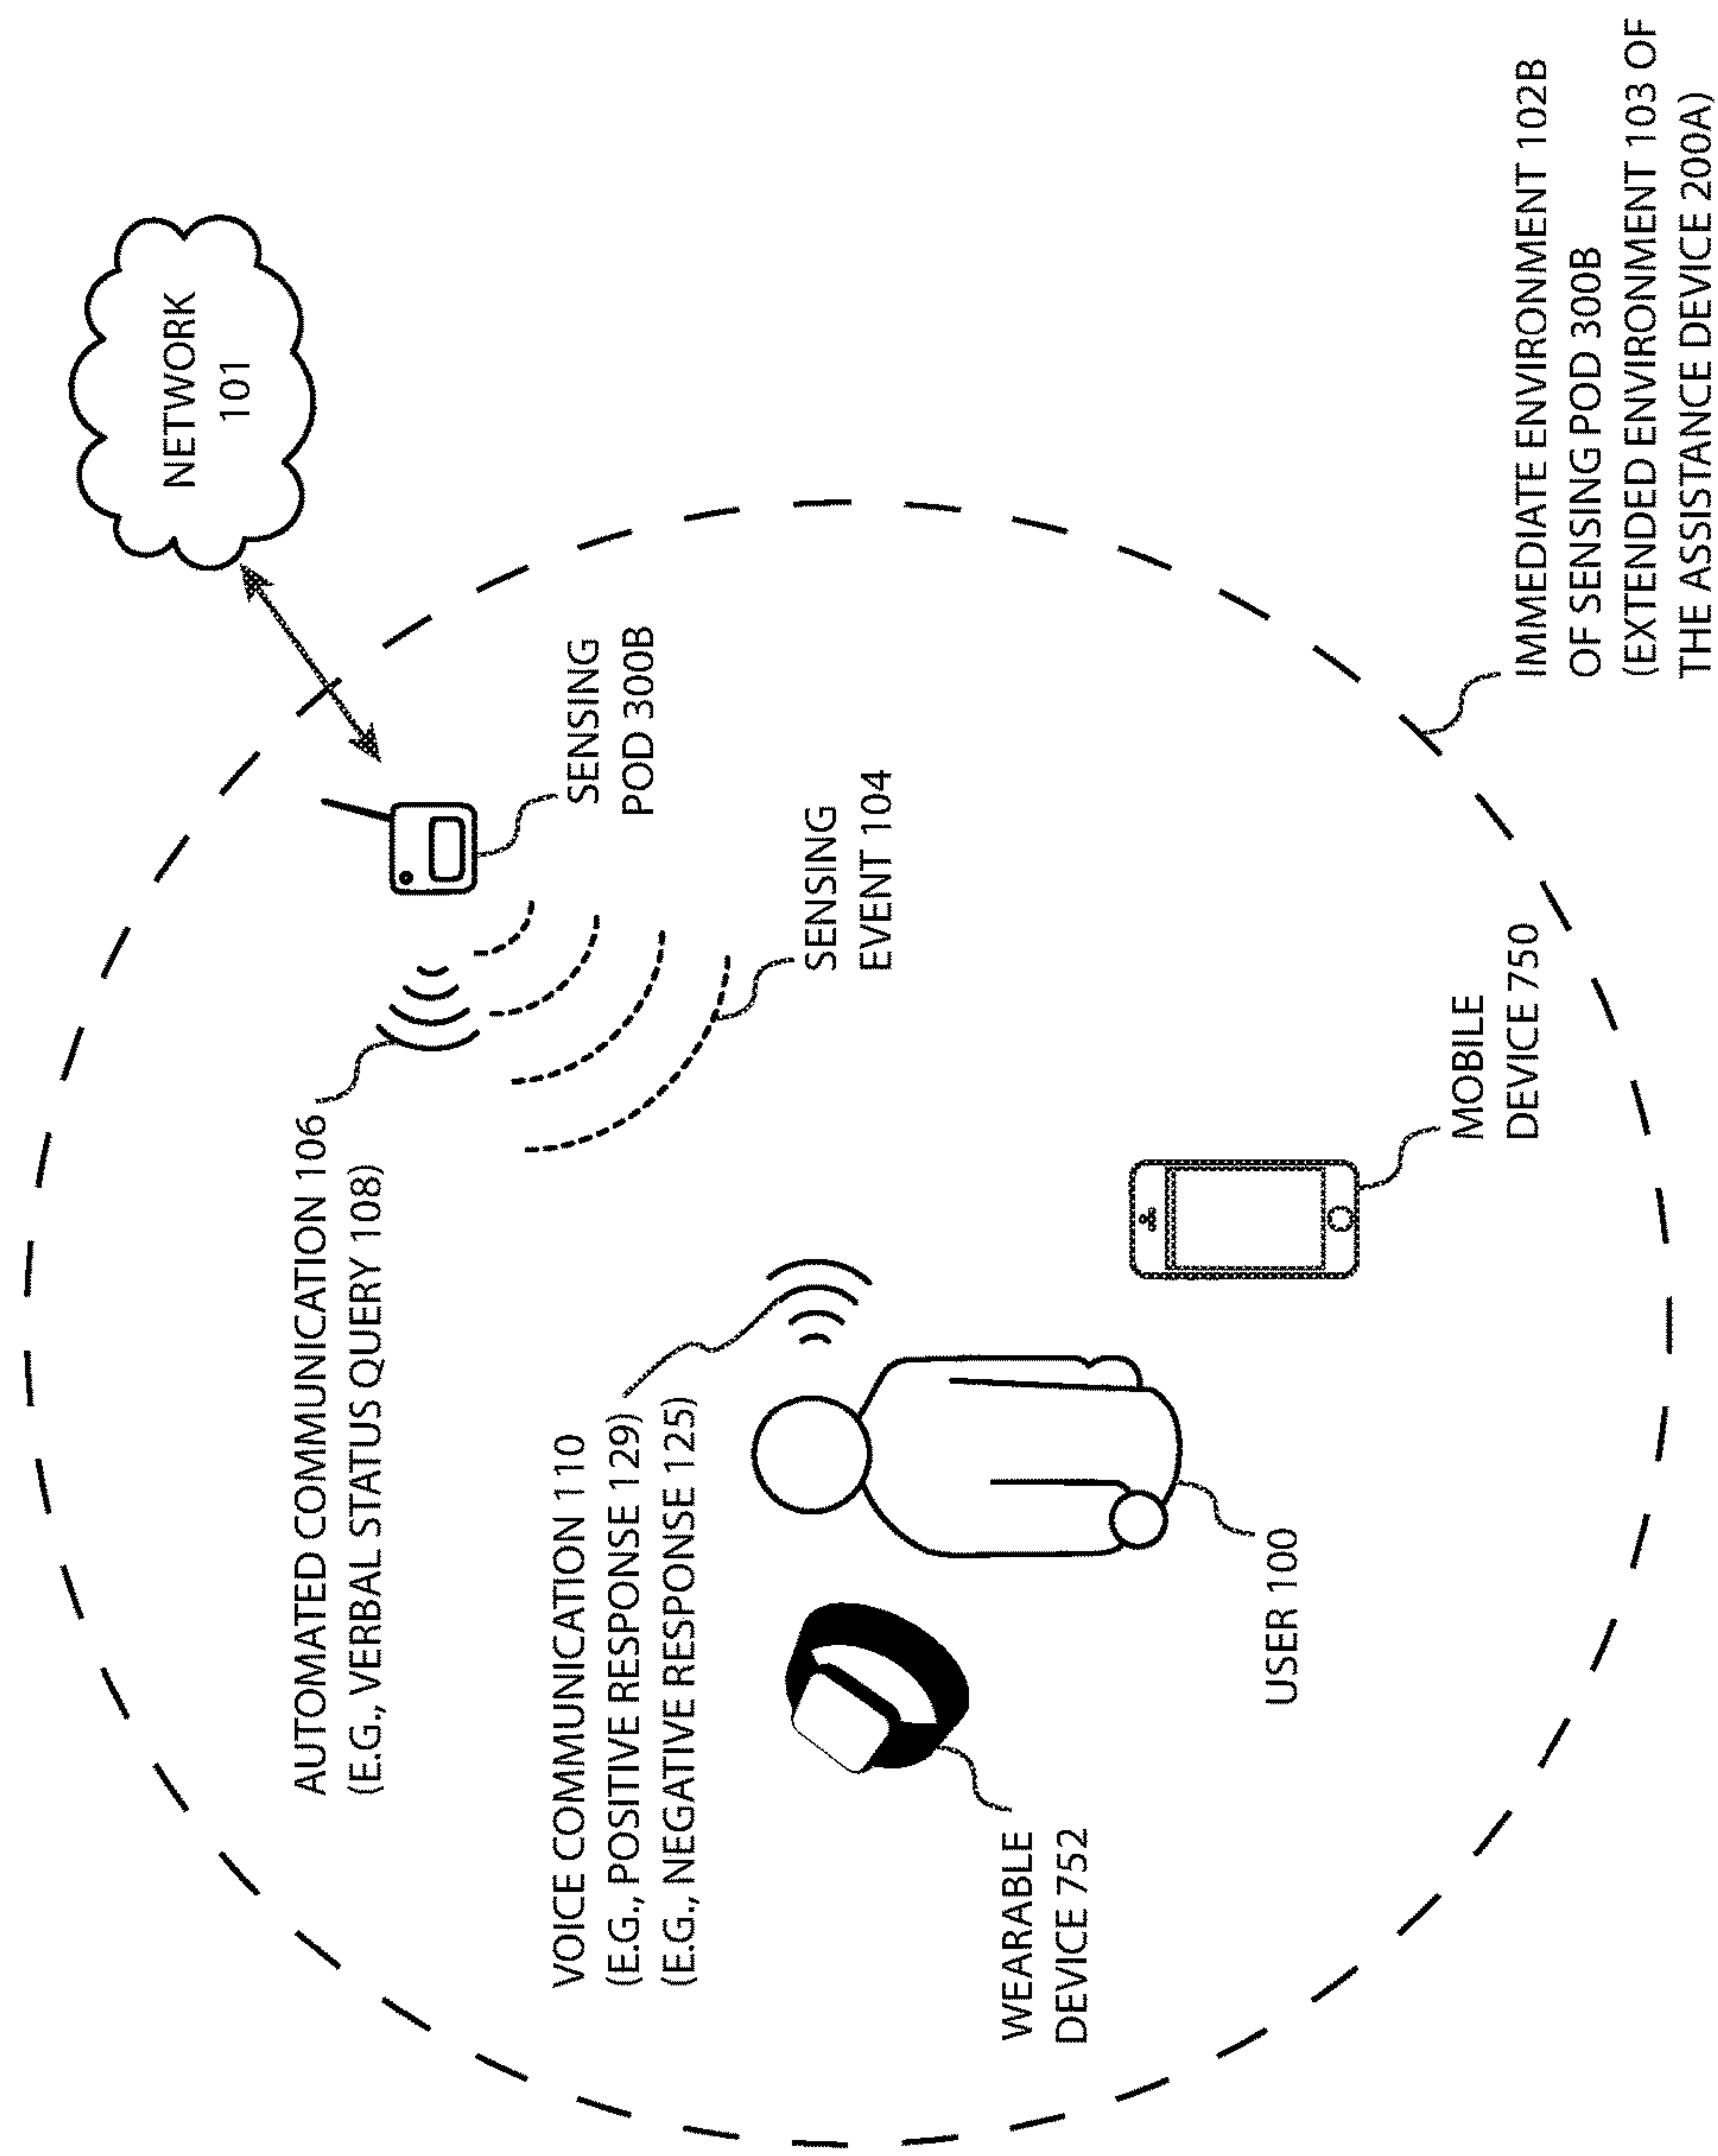 NETWORK
101
AUTOMATED COMMUNICATION 106
(E.G., VERBAL STATUS QUERY 108)
SENSING
POD 300B
VOICE COMMUNICATION 110
(E.G., POSITIVE RESPONSE 129)
(E.G., NEGATIVE RESPONSE 125)
SENSING
EVENT 104
WEARABLE
DEVICE 752
USER 100
MOBILE
DEVICE 750
IMMEDIATE ENVIRONMENT 102B
OF SENSING POD 300B
(EXTENDED ENVIRONMENT 103 OF
THE ASSISTANCE DEVICE 200A)